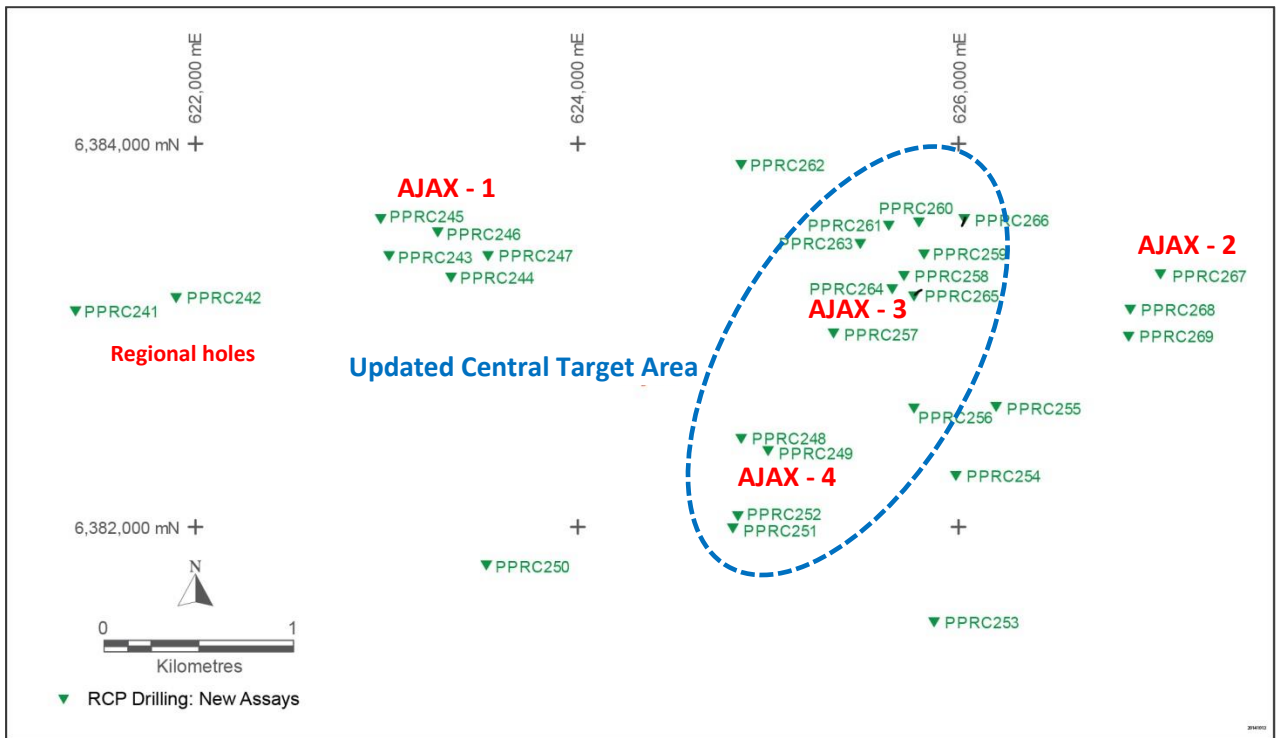 622,000 mE
624,000 mE
626,000 mE
6,384,000 mN
PPRC262
AJAX - 1
PPRC245
PPRC246
PPRC243
PPRC247
PPRC244
PPRC260
PPRC261
PPRC266
PPRC263
PPRC259
AJAX - 2
PPRC267
PPRC258
PPRC264
PPRC265
AJAX - 3
PPRC242
PPRC241
PPRC268
PPRC257
PPRC269
Regional holes
Updated Central Target Area
PPRC255
PPRC256
PPRC248
PPRC249
AJAX - 4
PPRC254
PPRC252
6,382,000 mN
PPRC251
PPRC250
N
PPRC253
0
1
Kilometres
RCP Drilling: New Assays